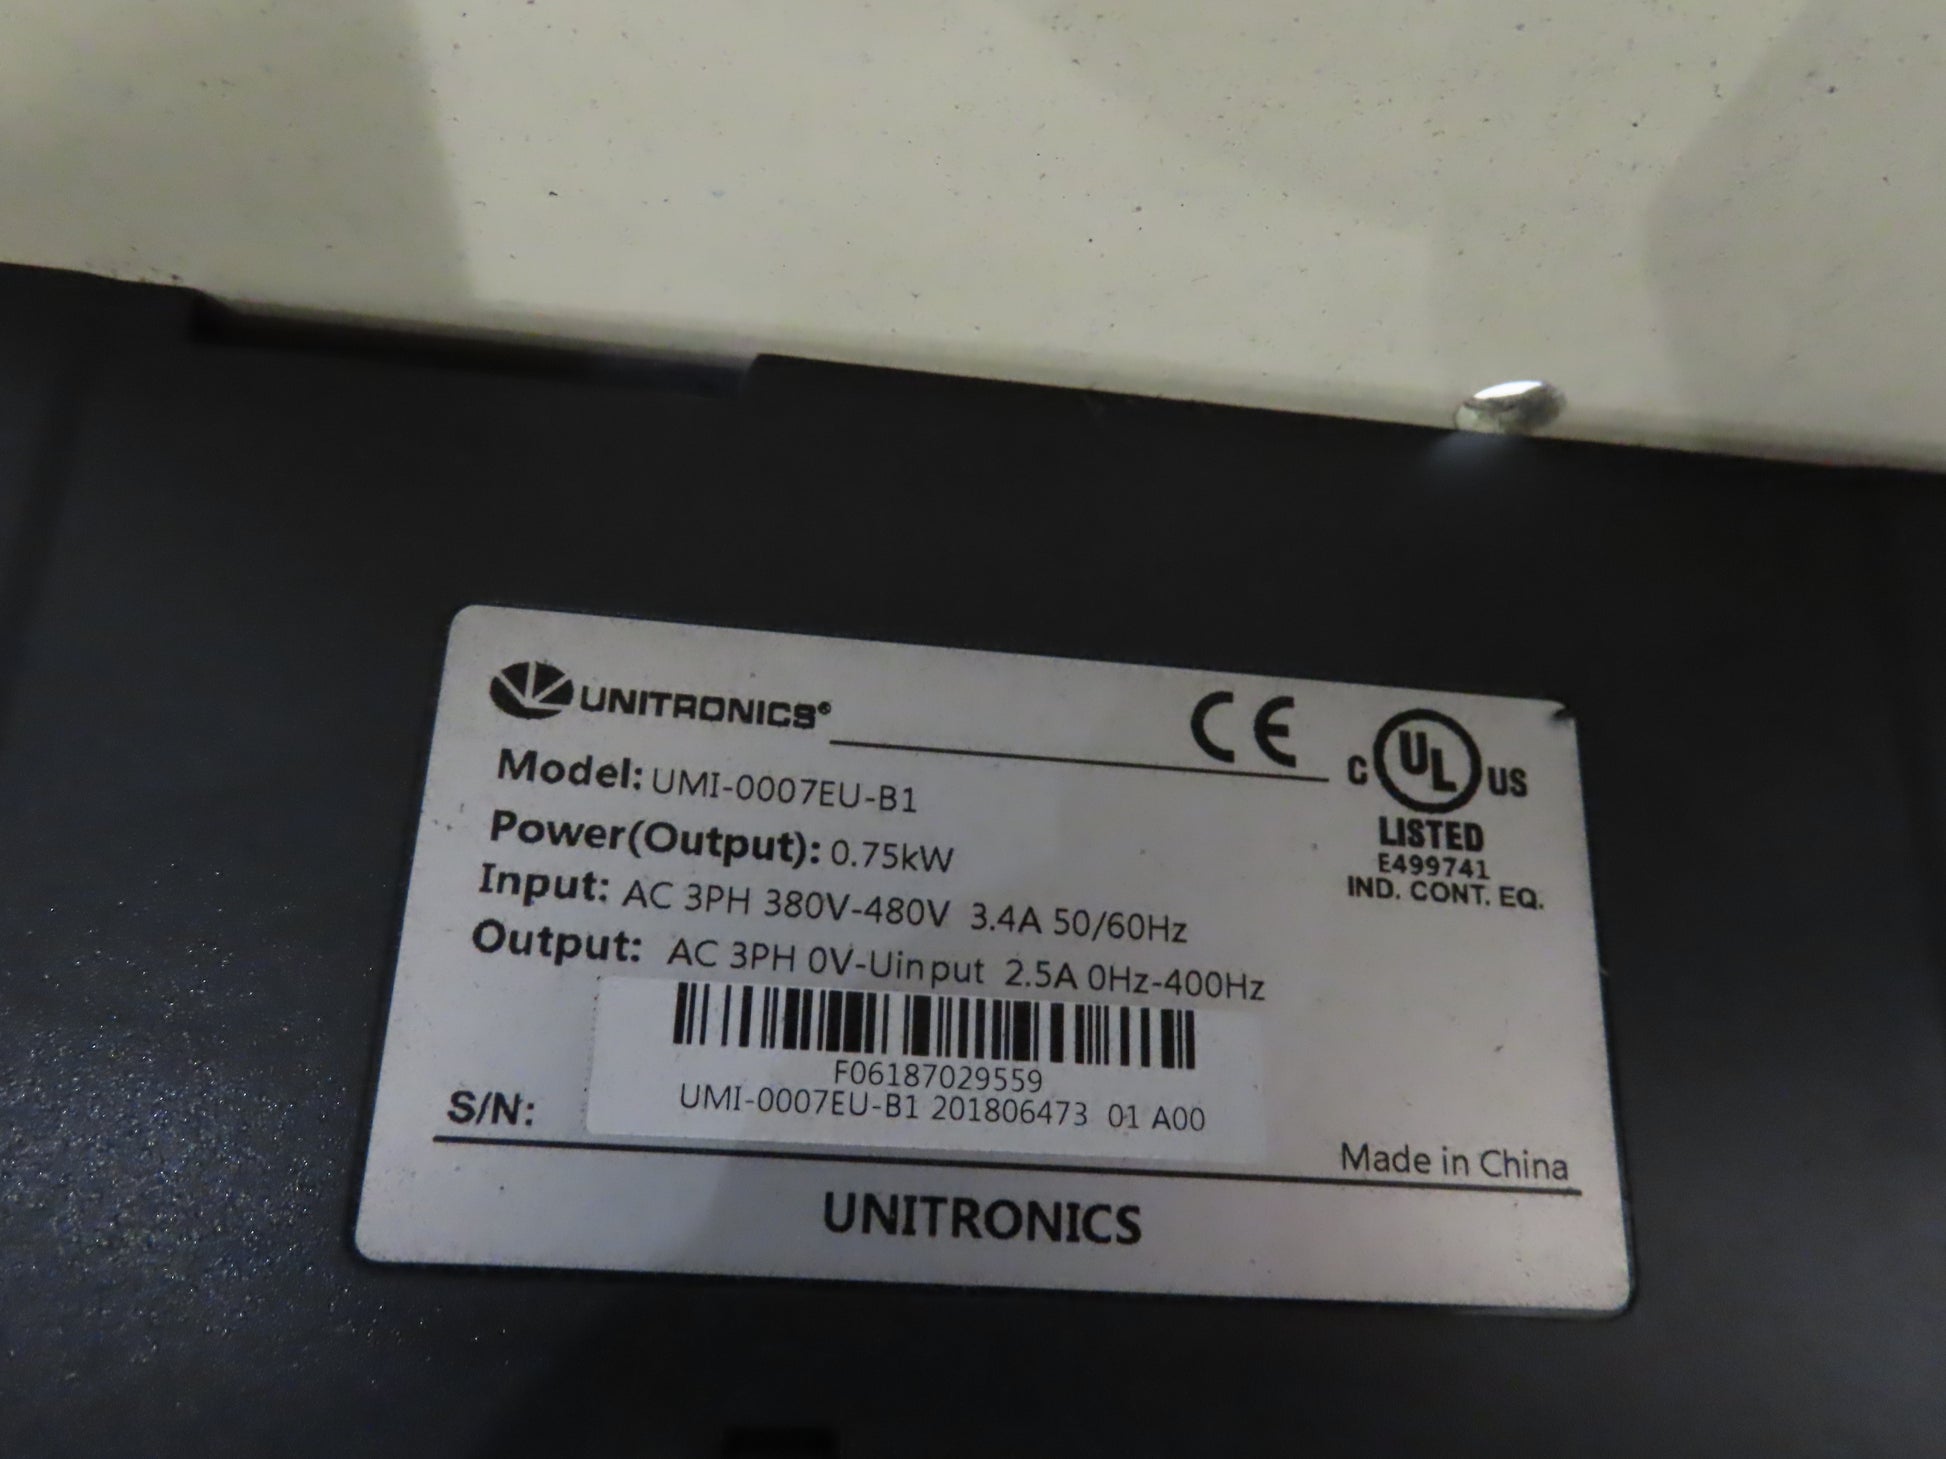 UNITRONICS®
CE
C UL US
LISTED
E499741
IND. CONT. EQ.
Model: UMI-0007EU-B1
Power(Output): 0.75kW
Input: AC 3PH 380V-480V 3.4A 50/60Hz
Output: AC 3PH 0V-Uinput 2.5A 0Hz-400Hz
F06187029559
S/N: UMI-0007EU-B1 201806473 01 A00
Made in China
UNITRONICS